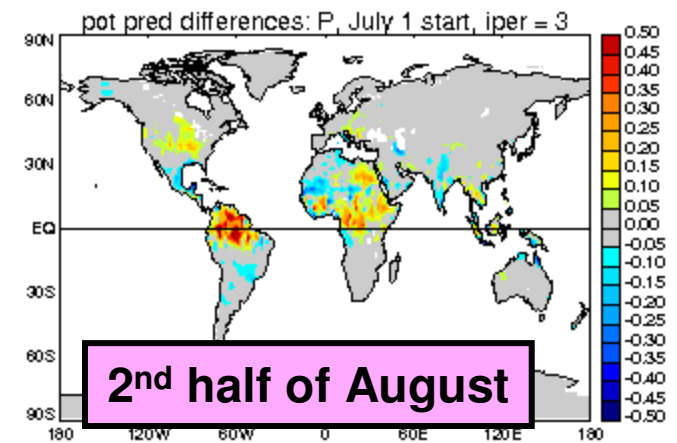 pot pred differences: P, July 1 start, iper = 3
90N
60N
30N
EQ
30S
60S
90S
180
120W
60W
0
60E
120E
180
0.50
0.45
0.40
0.35
0.30
0.25
0.20
0.15
0.10
0.05
0.00
-0.05
-0.10
-0.15
-0.20
-0.25
-0.30
-0.35
-0.40
-0.45
-0.50
2nd half of August